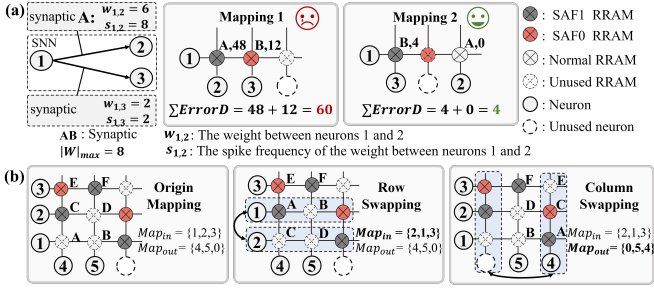 (a)
synaptic A: w1,2 = 6
s1,2 = 8
SNN
1
2
3
synaptic w1,3 = 2
s1,3 = 2
AB : Synaptic
|W|max = 8
Mapping 1
A,48 B,12
1
2 3
∑ErrorD = 48 + 12 = 60
Mapping 2
B,4 A,0
1
3 2
∑ErrorD = 4 + 0 = 4
w1,2: The weight between neurons 1 and 2
s1,2: The spike frequency of the weight between neurons 1 and 2
: SAF1 RRAM
: SAF0 RRAM
: Normal RRAM
: Unused RRAM
: Neuron
: Unused neuron
(b)
E F
3
Origin
Mapping
C D
2
A B
1
Mapin = {1,2,3}
Mapout = {4,5,0}
4 5
E F
3
Row
Swapping
A B
1
C D
2
Mapin = {2,1,3}
Mapout = {4,5,0}
4 5
F E
3
Column
Swapping
D C
1
B A
2
Mapin = {2,1,3}
Mapout = {0,5,4}
5 4